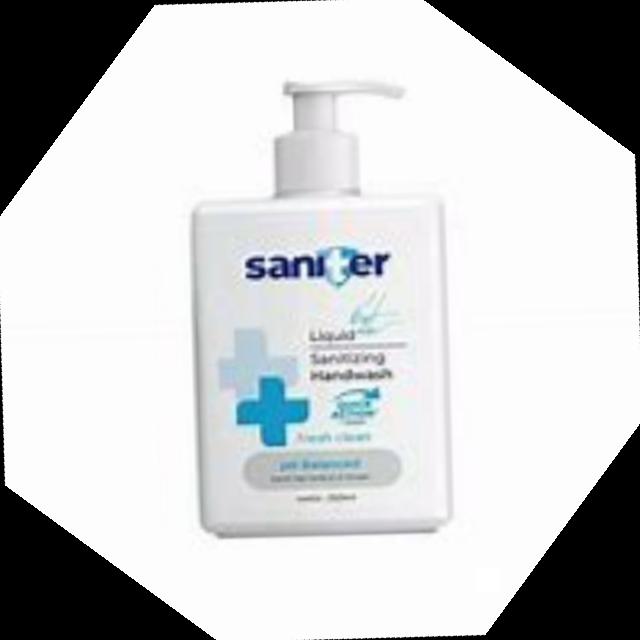 saniter
Liquid
Sanitizing
Handwash
fresh clean
pH Balanced